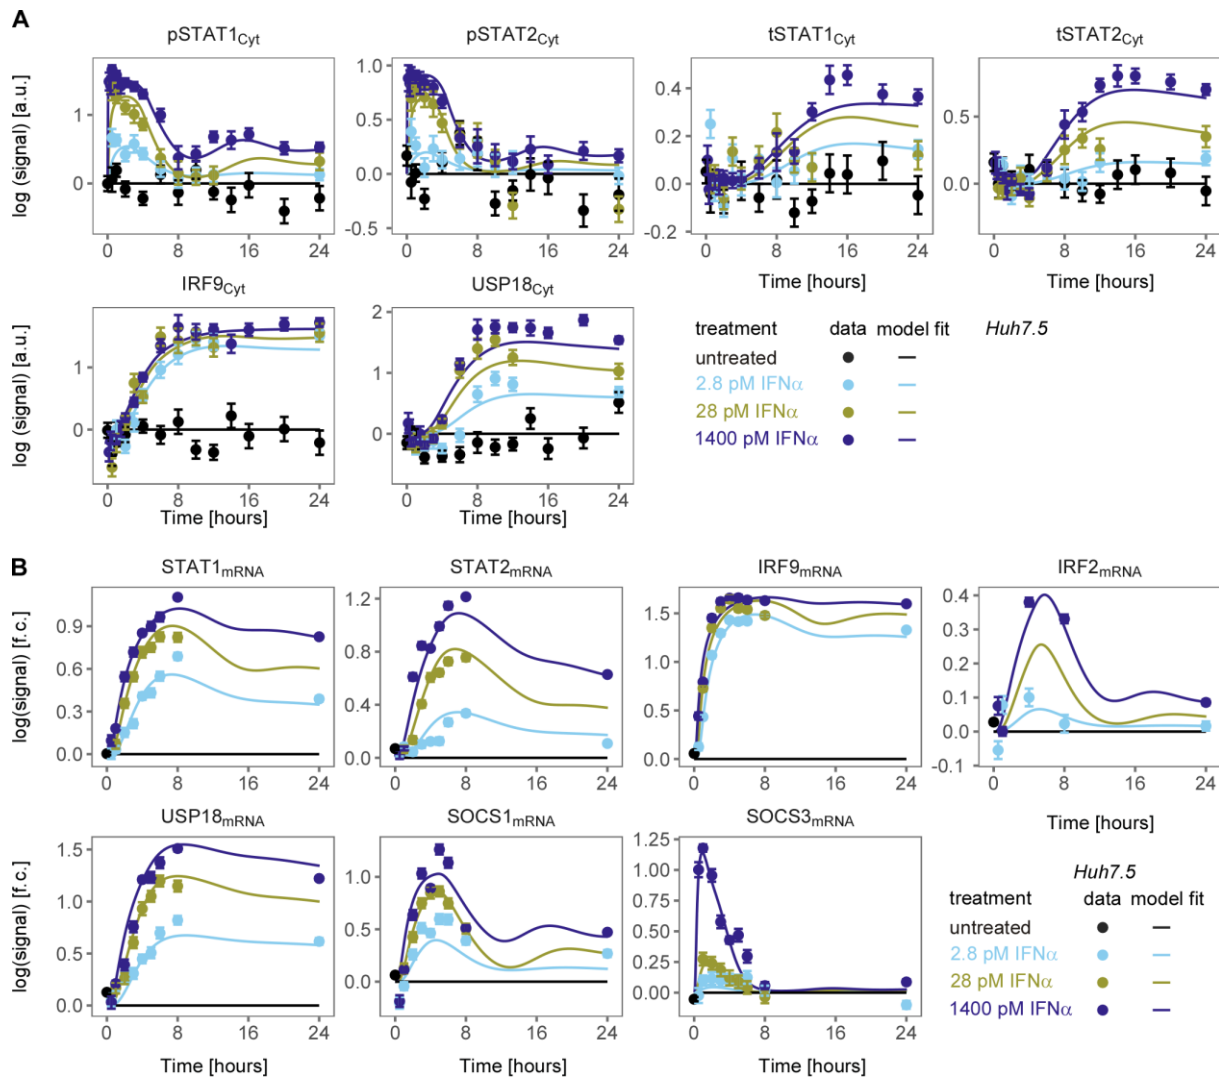 A
pSTAT1Cyt
pSTAT2Cyt
tSTAT1Cyt
tSTAT2Cyt
log (signal) [a.u.]
1
0
0 8 16 24
1.0
0.5
0.0
-0.5
0 8 16 24
0.4
0.2
0.0
-0.2
0 8 16 24
0.5
0.0
0 8 16 24
Time [hours]
Time [hours]
IRF9Cyt
USP18Cyt
log (signal) [a.u.]
1
0
0 8 16 24
Time [hours]
2
1
0
0 8 16 24
Time [hours]
treatment data model fit Huh7.5
untreated
2.8 pM IFNα
28 pM IFNα
1400 pM IFNα
B
STAT1mRNA
STAT2mRNA
IRF9mRNA
IRF2mRNA
log(signal) [f.c.]
0.9
0.6
0.3
0.0
0 8 16 24
1.2
0.8
0.4
0.0
0 8 16 24
1.5
1.0
0.5
0.0
0 8 16 24
0.4
0.3
0.2
0.1
0.0
-0.1
0 8 16 24
Time [hours]
USP18mRNA
SOCS1mRNA
SOCS3mRNA
log(signal) [f.c.]
1.5
1.0
0.5
0.0
0 8 16 24
Time [hours]
1.0
0.5
0.0
0 8 16 24
Time [hours]
1.25
1.00
0.75
0.50
0.25
0.00
0 8 16 24
Time [hours]
Huh7.5
treatment data model fit
untreated
2.8 pM IFNα
28 pM IFNα
1400 pM IFNα